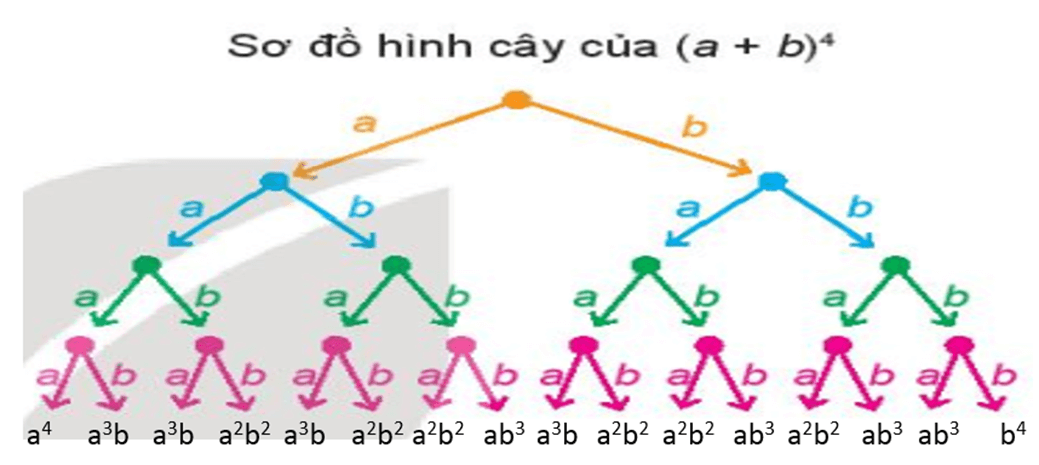 Sơ đồ hình cây của (a + b)⁴
a b
a b a b
a b a b a b a b
a b a b a b a b a b a b a b a b
a⁴ a³b a³b a²b² a³b a²b² a²b² ab³ a³b a²b² a²b² ab³ a²b² ab³ ab³ b⁴